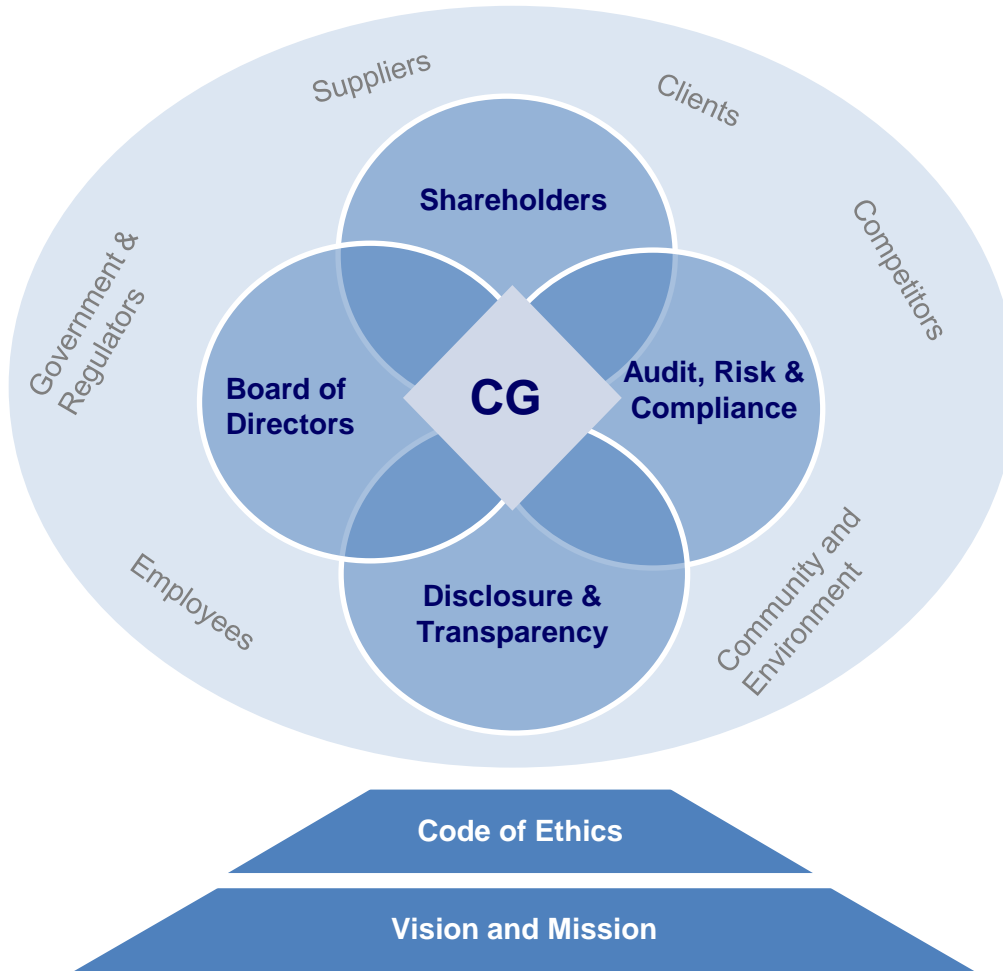 Suppliers
Clients
Shareholders
Government &
Regulators
Competitors
Board of
Directors
CG
Audit, Risk &
Compliance
Employees
Disclosure &
Transparency
Community and
Environment
Code of Ethics
Vision and Mission